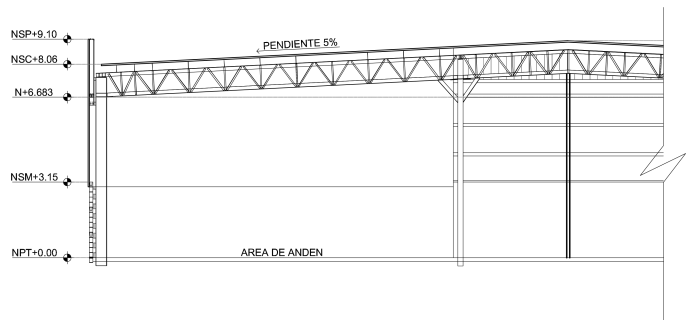 NSP+9.10
PENDIENTE 5%
NSC+8.06
N+6.683
NSM+3.15
NPT+0.00
AREA DE ANDEN